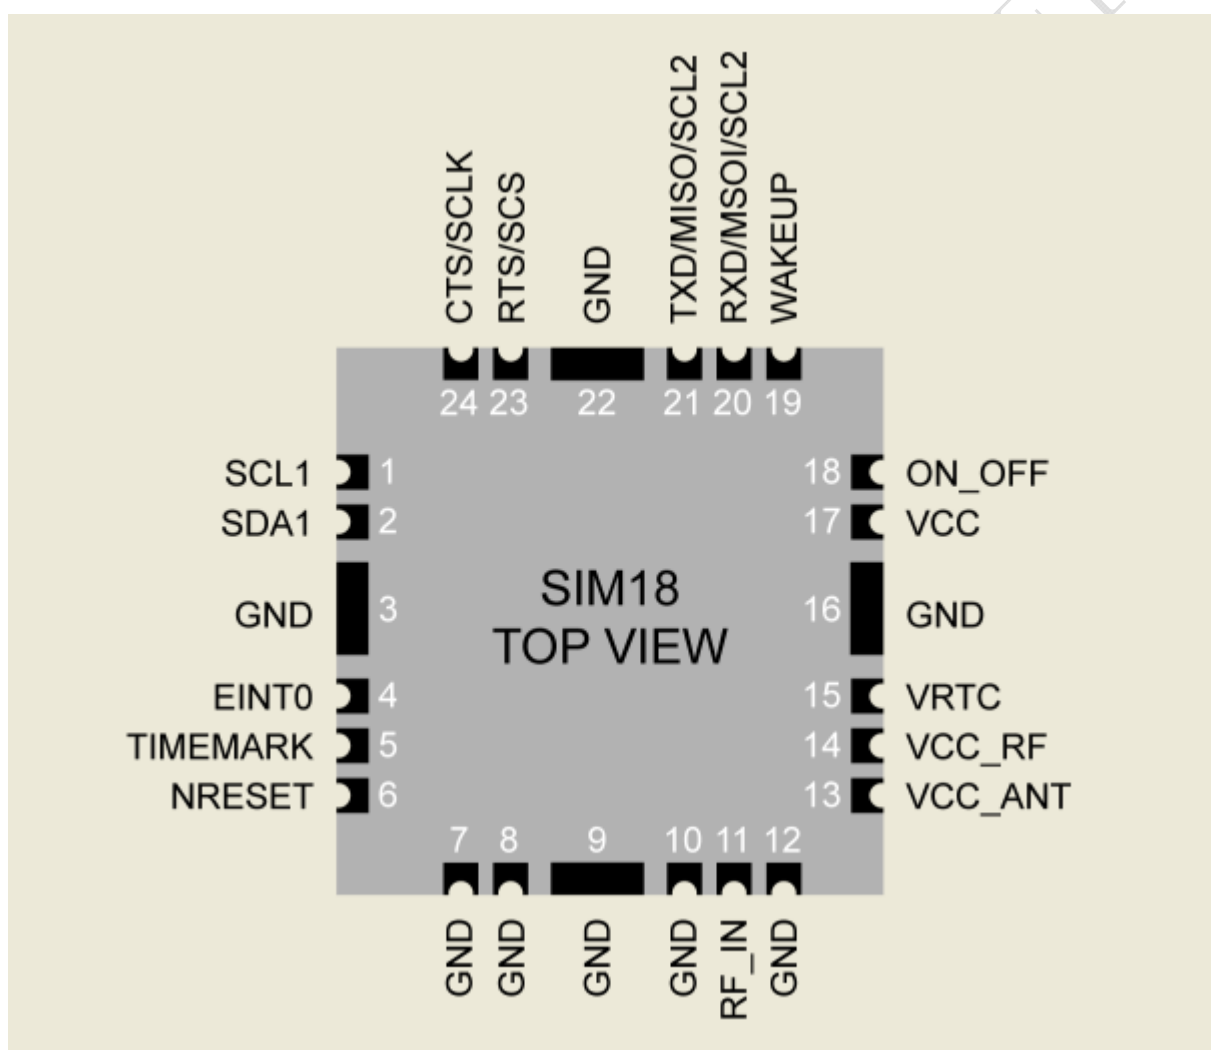 CTS/SCLK
RTS/SCS
GND
TXD/MISO/SCL2
RXD/MSOI/SCL2
WAKEUP
24 23 22 21 20 19
SCL1 1
SDA1 2
GND 3
EINT0 4
TIMEMARK 5
NRESET 6
SIM18
TOP VIEW
18 ON_OFF
17 VCC
16 GND
15 VRTC
14 VCC_RF
13 VCC_ANT
7 8 9 10 11 12
GND
GND
GND
GND
RF_IN
GND